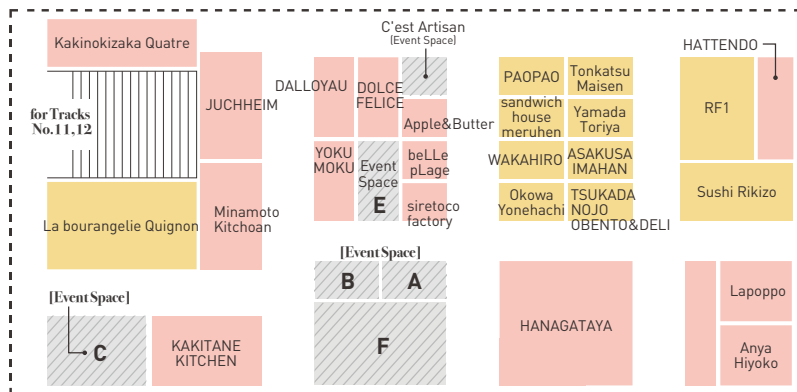 Kakinokizaka Quatre
for Tracks
No.11,12
JUCHHEIM
La bourangelie Quignon
Minamoto
Kitchoan
[Event Space]
C
KAKITANE
KITCHEN
C'est Artisan
(Event Space)
DALLOYAU
DOLCE
FELICE
Apple&Butter
YOKU
MOKU
Event
Space
E
beLLe
pLage
siretoco
factory
[Event Space]
B
A
F
PAOPAO
Tonkatsu
Maisen
sandwich
house
meruhen
Yamada
Toriya
WAKAHIRO
ASAKUSA
IMAHAN
Okowa
Yonehachi
TSUKADA
NOJO
OBENTO&DELI
HANAGATAYA
HATTENDO
RF1
Sushi Rikizo
Lapoppo
Anya
Hiyoko